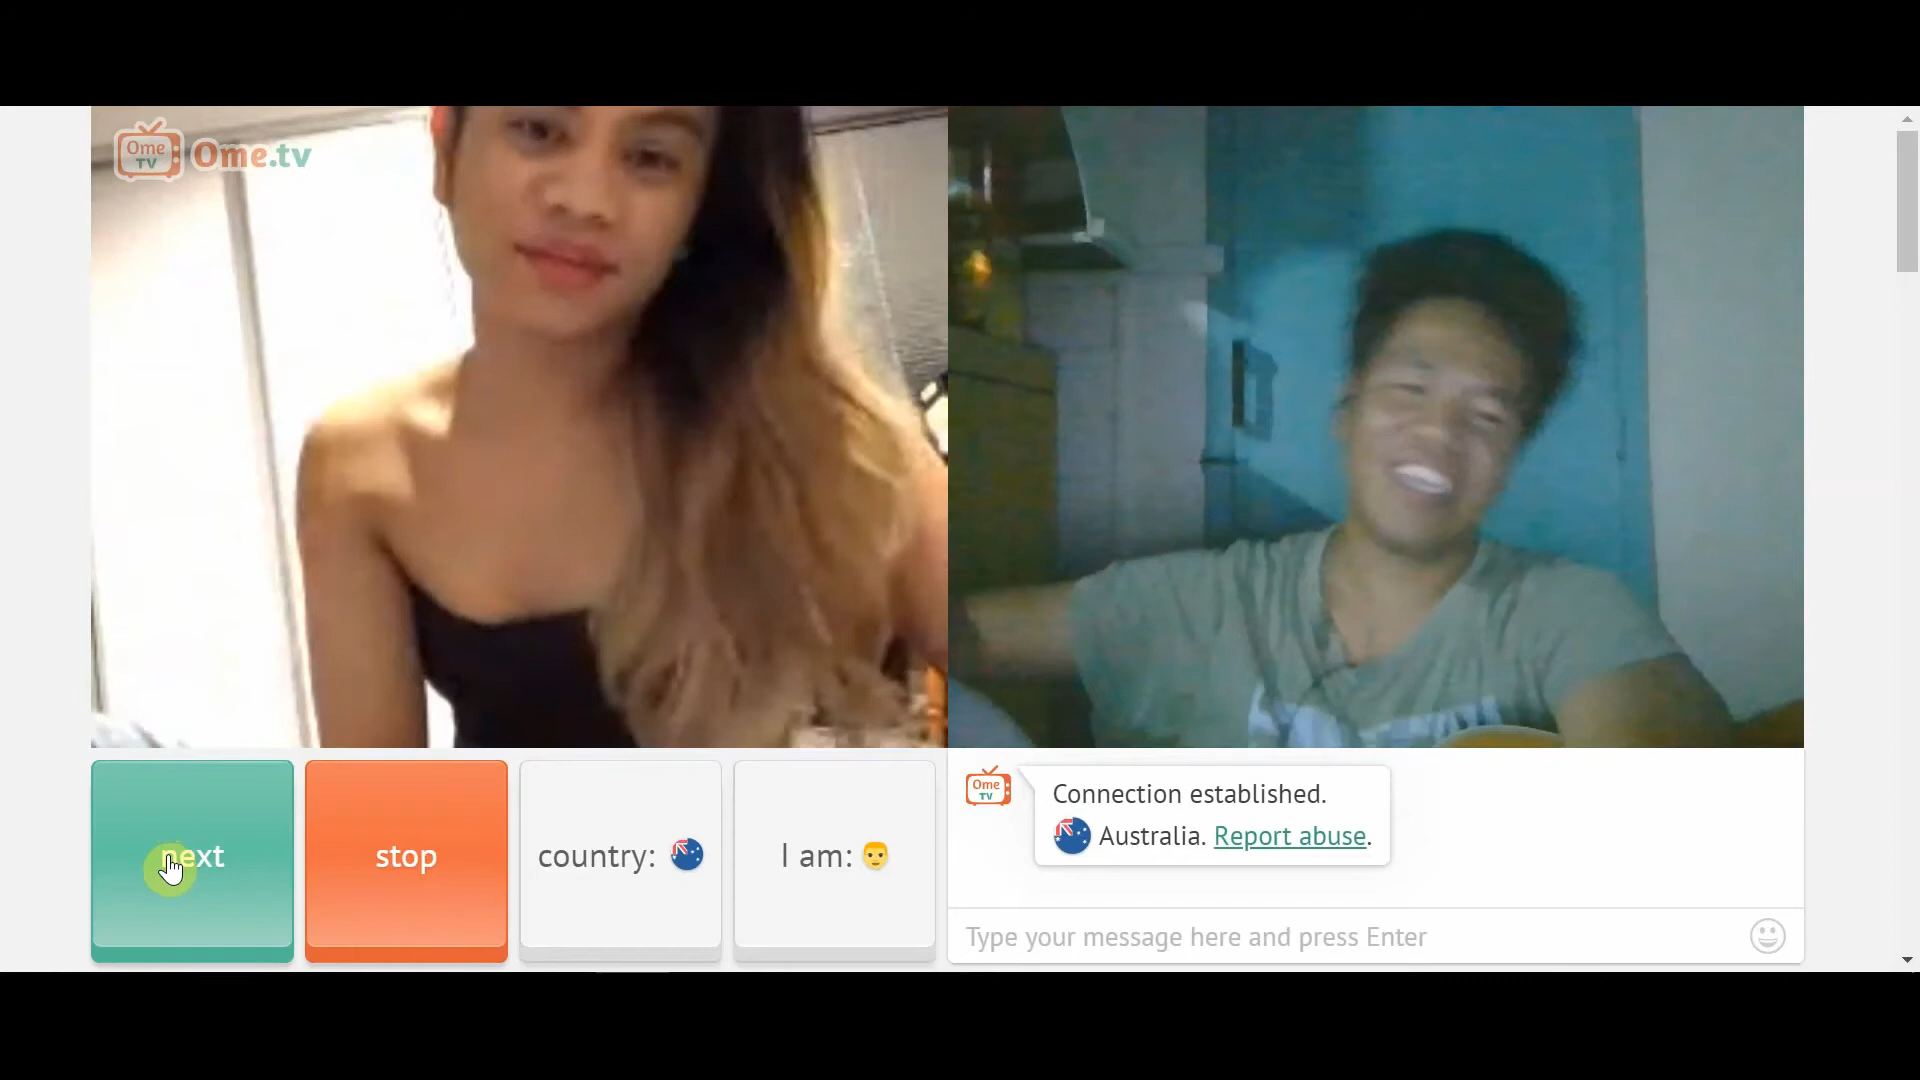 Ome
TV
Ome.tv
next
stop
country:
I am:
Ome
TV
Connection established.
Australia. Report abuse.
Type your message here and press Enter